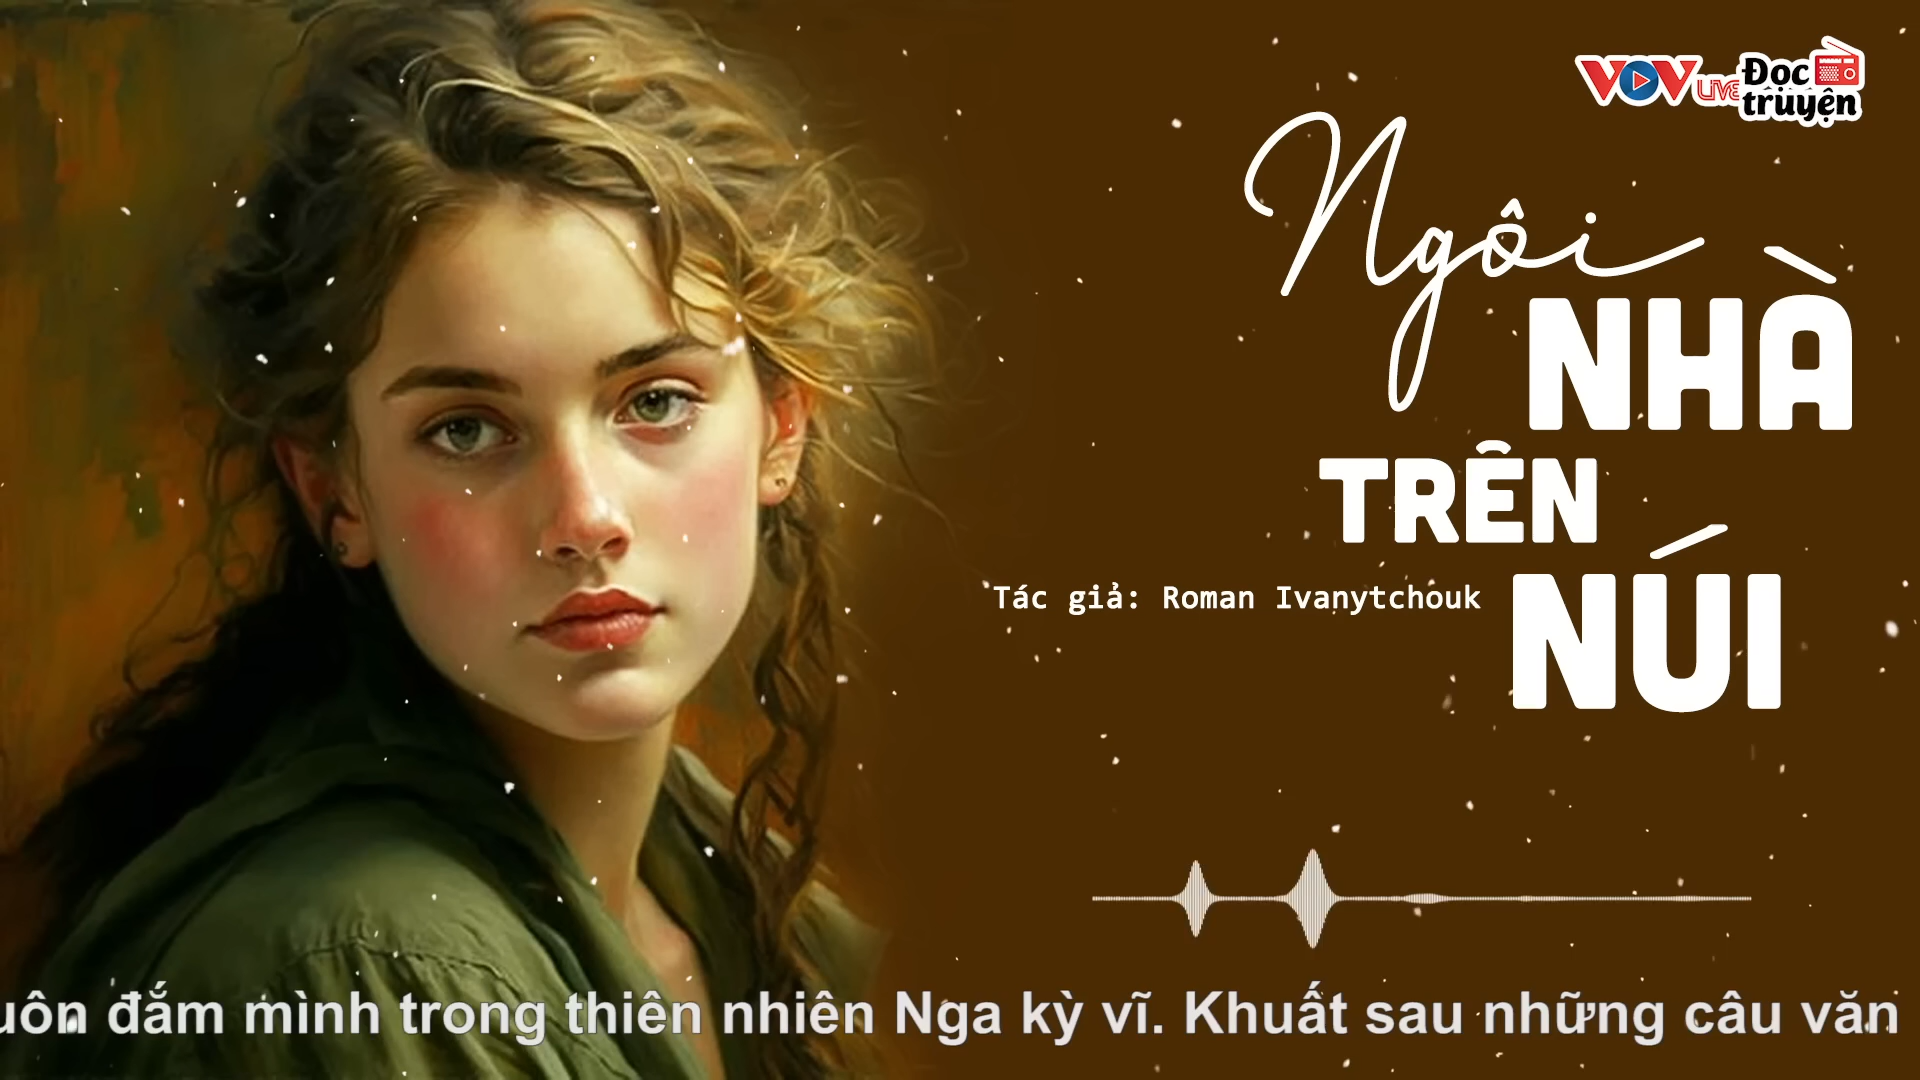 VOV LIVE Đọc
truyện
Ngôi
NHÀ
TRÊN
NÚI
Tác giả: Roman Ivanytchouk
đắm mình trong thiên nhiên Nga kỳ vĩ. Khuất sau những câu văn